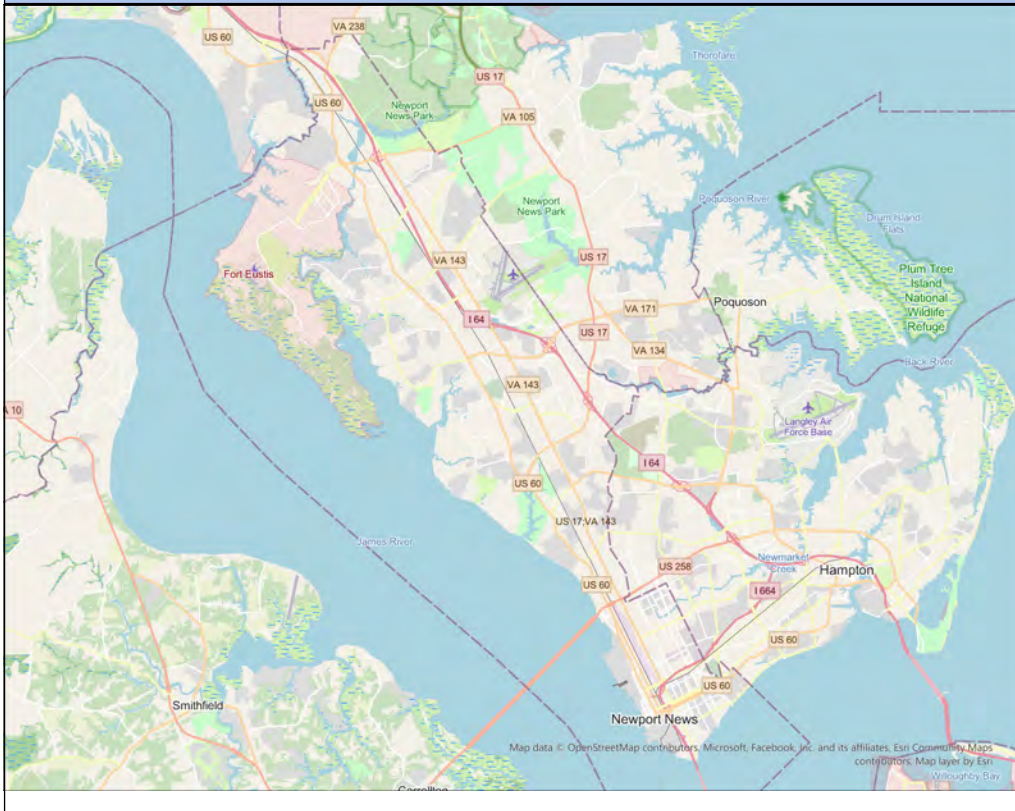 VA 238
US 60
Thorofare
US 17
US 60
Newport
News Park
VA 105
Newport
News Park
Poquoson River
Drum Island
Flats
US 17
VA 143
Fort Eustis
Plum Tree
Island
National
Wildlife
Refuge
Poquoson
VA 171
I 64
US 17
VA 134
Back River
VA 143
A 10
Langley Air
Force Base
I 64
US 60
US 17;VA 143
James River
Newmarket
Creek
US 258
Hampton
US 60
I 664
US 60
US 60
Smithfield
Newport News
Map data © OpenStreetMap contributors, Microsoft, Facebook, Inc. and its affiliates, Esri Community Maps
contributors, Map layer by Esri
Willoughby Bay
Carrollton